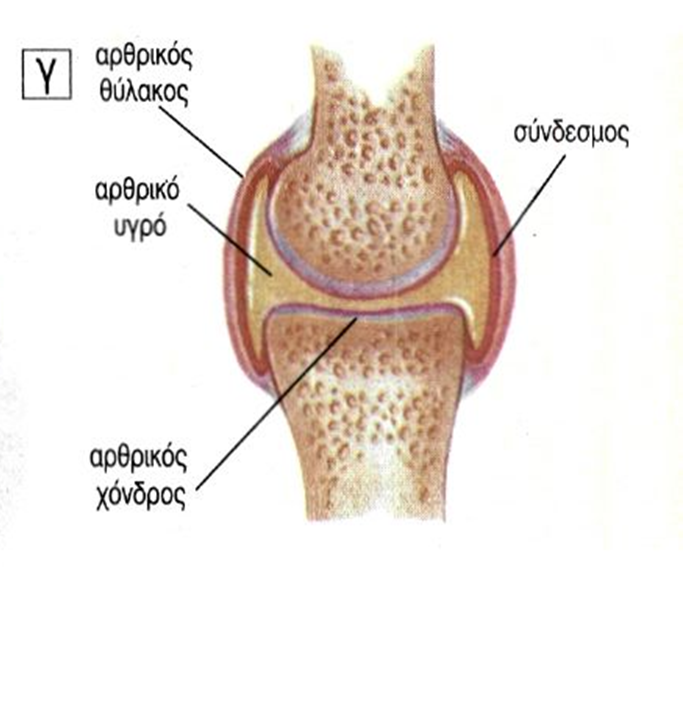 γ
αρθρικός
θύλακος
σύνδεσμος
αρθρικό
υγρό
αρθρικός
χόνδρος